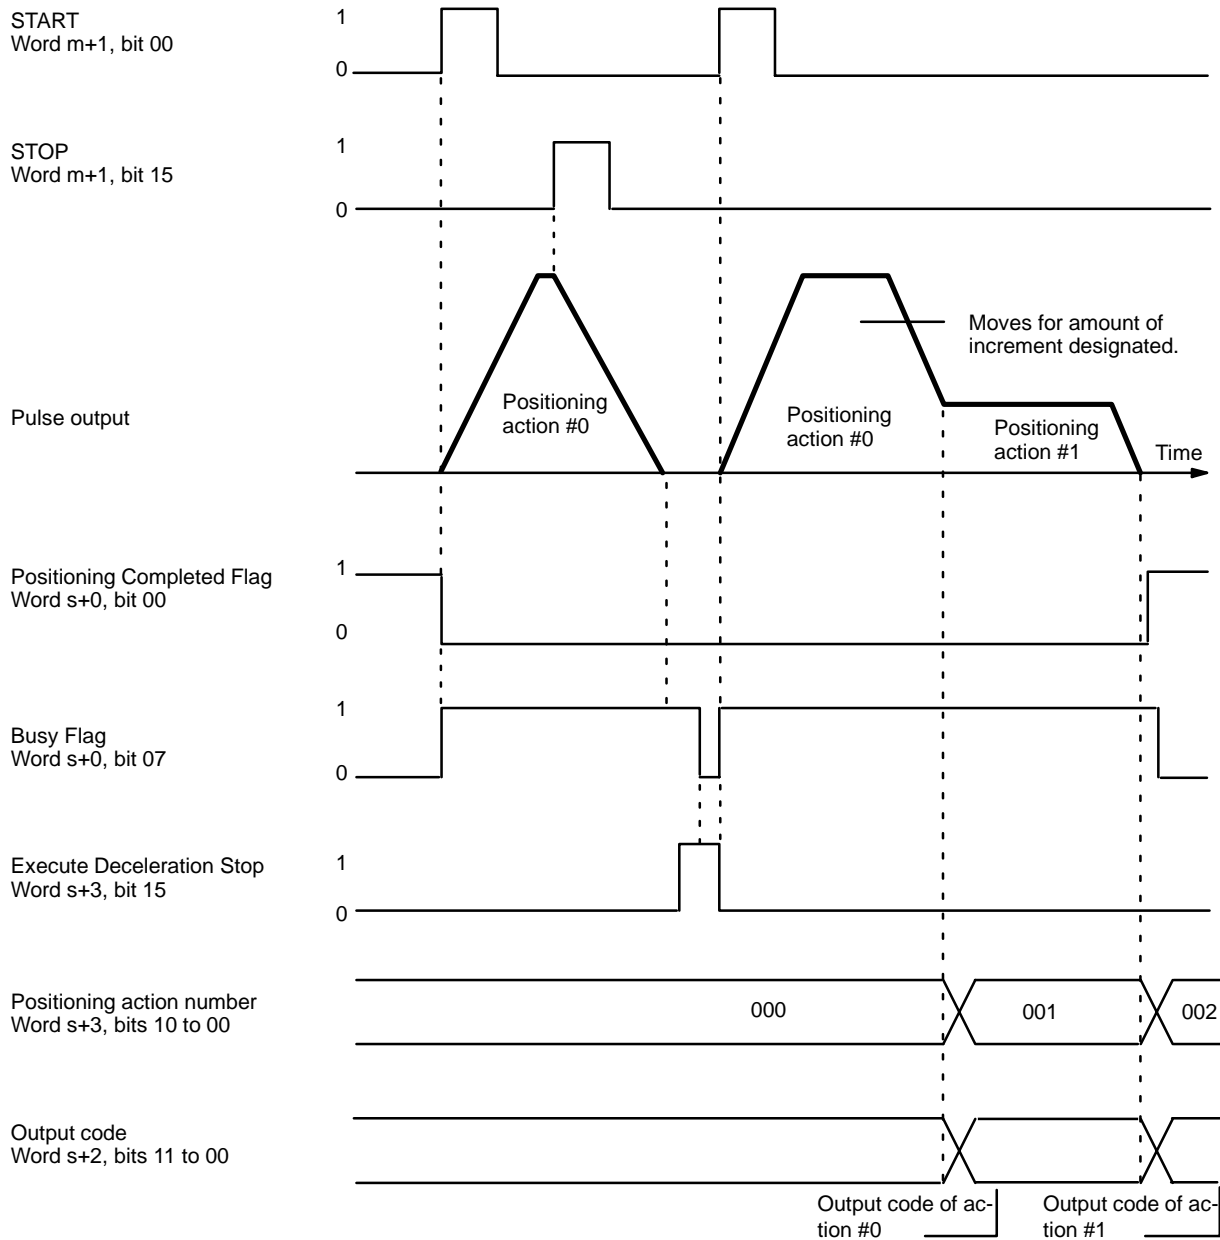 START
Word m+1, bit 00
1
0
STOP
Word m+1, bit 15
1
0
Pulse output
Positioning
action #0
Positioning
action #0
Moves for amount of
increment designated.
Positioning
action #1
Time
Positioning Completed Flag
Word s+0, bit 00
1
0
Busy Flag
Word s+0, bit 07
1
0
Execute Deceleration Stop
Word s+3, bit 15
1
0
Positioning action number
Word s+3, bits 10 to 00
000
001
002
Output code
Word s+2, bits 11 to 00
Output code of ac-
tion #0
Output code of ac-
tion #1